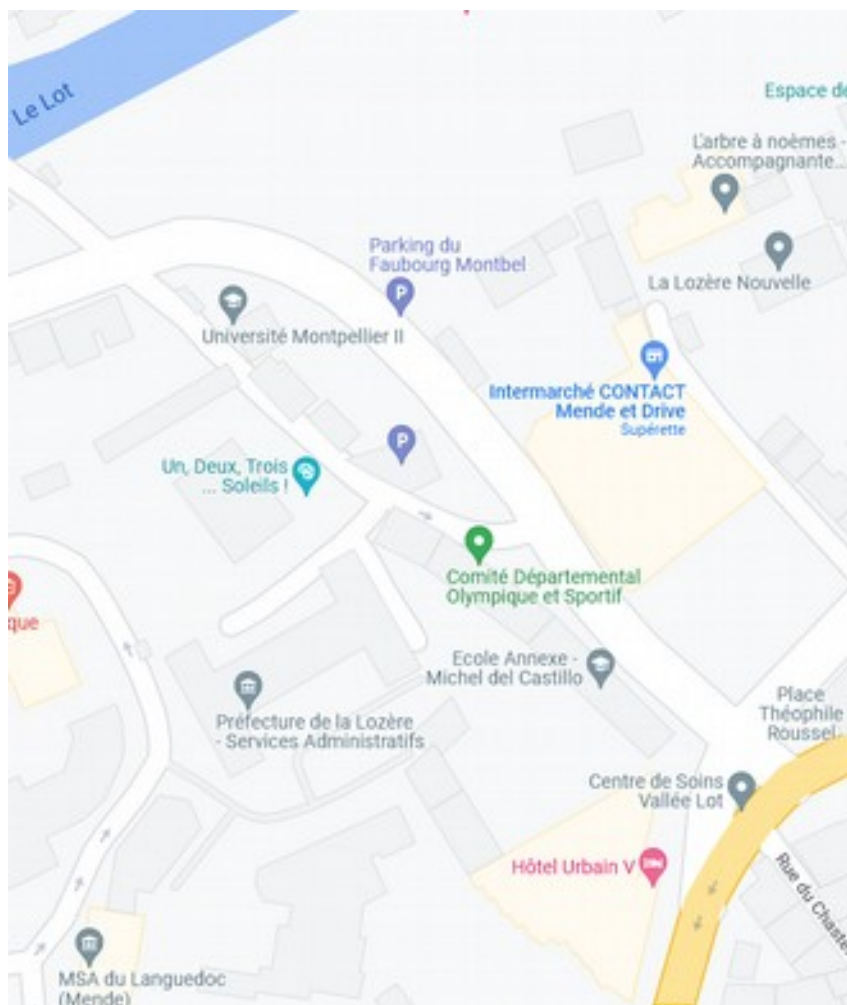 Le Lot
Espace de
L'arbre à noèmes -
Accompagnante...
Parking du
Faubourg Montbel
La Lozère Nouvelle
Université Montpellier II
Intermarché CONTACT
Mende et Drive
Supérette
P
P
Un, Deux, Trois
... Soleils !
Comité Départemental
Olympique et Sportif
que
Ecole Annexe -
Michel del Castillo
Place
Théophile
Roussel
Préfecture de la Lozère
- Services Administratifs
Centre de Soins
Vallée Lot
Hôtel Urbain V
Rue du Chaste
MSA du Languedoc
(Mende)